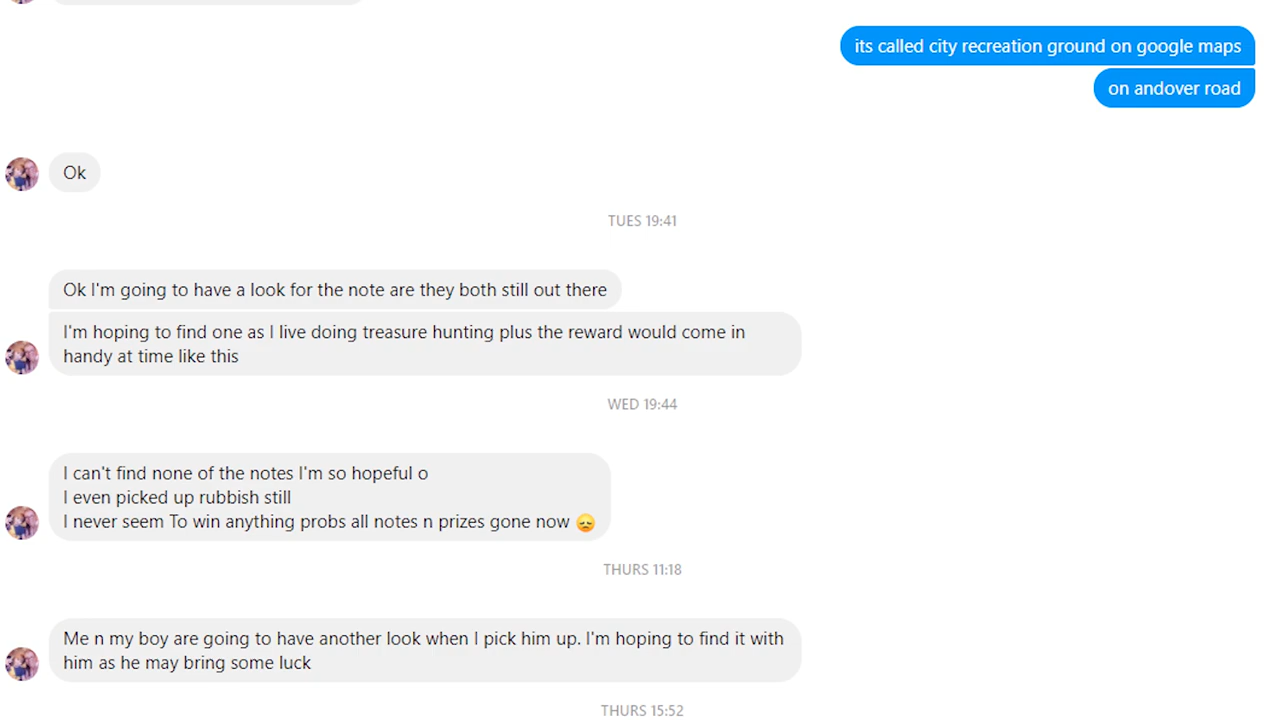 its called city recreation ground on google maps
on andover road
Ok
TUES 19:41
Ok I'm going to have a look for the note are they both still out there
I'm hoping to find one as I live doing treasure hunting plus the reward would come in
handy at time like this
WED 19:44
I can't find none of the notes I'm so hopeful o
I even picked up rubbish still
I never seem To win anything probs all notes n prizes gone now 😞
THURS 11:18
Me n my boy are going to have another look when I pick him up. I'm hoping to find it with
him as he may bring some luck
THURS 15:52